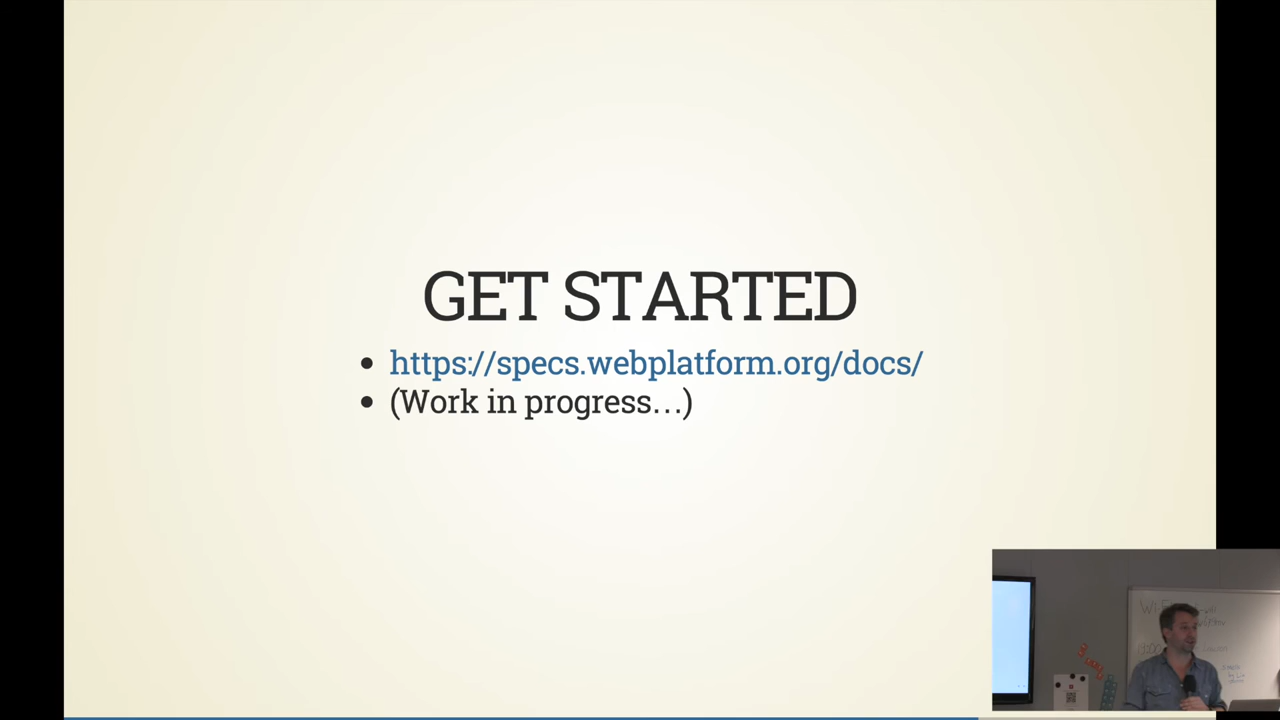 GET STARTED
https://specs.webplatform.org/docs/
(Work in progress…)